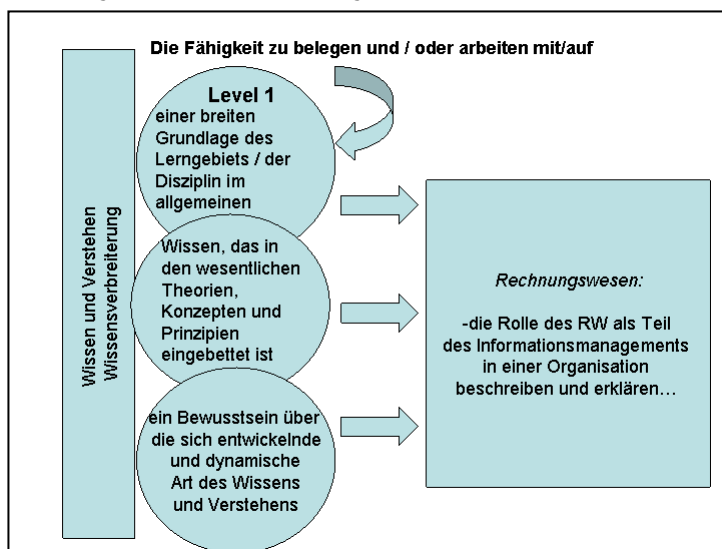 Die Fähigkeit zu belegen und / oder arbeiten mit/auf
Wissen und Verstehen
Wissensverbreiterung
Level 1
einer breiten
Grundlage des
Lerngebiets / der
Disziplin im
allgemeinen
Wissen, das in
den wesentlichen
Theorien,
Konzepten und
Prinzipien
eingebettet ist
ein Bewusstsein über
die sich entwickelnde
und dynamische
Art des Wissens
und Verstehens
Rechnungswesen:
-die Rolle des RW als Teil
des Informationsmanagements
in einer Organisation
beschreiben und erklären…